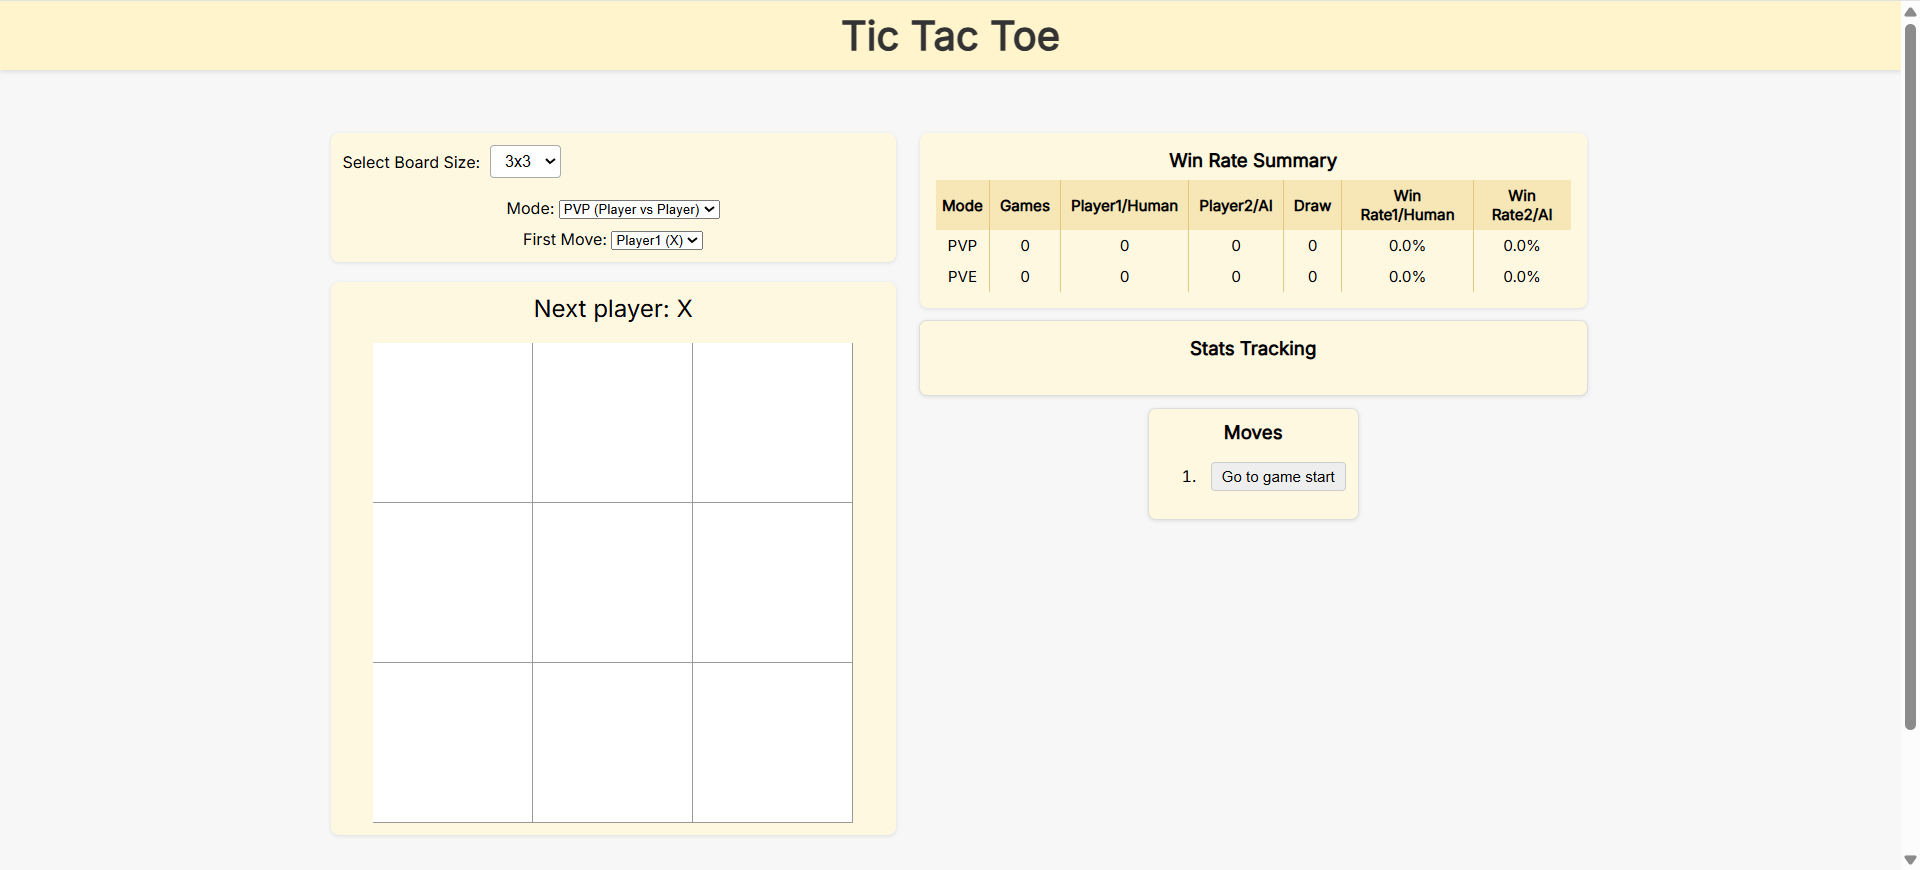 Tic Tac Toe
Select Board Size: 3x3
Mode: PVP (Player vs Player)
First Move: Player1 (X)
Next player: X
Win Rate Summary
Mode Games Player1/Human Player2/AI Draw Win Rate1/Human Win Rate2/AI
PVP 0 0 0 0 0.0% 0.0%
PVE 0 0 0 0 0.0% 0.0%
Stats Tracking
Moves
1. Go to game start